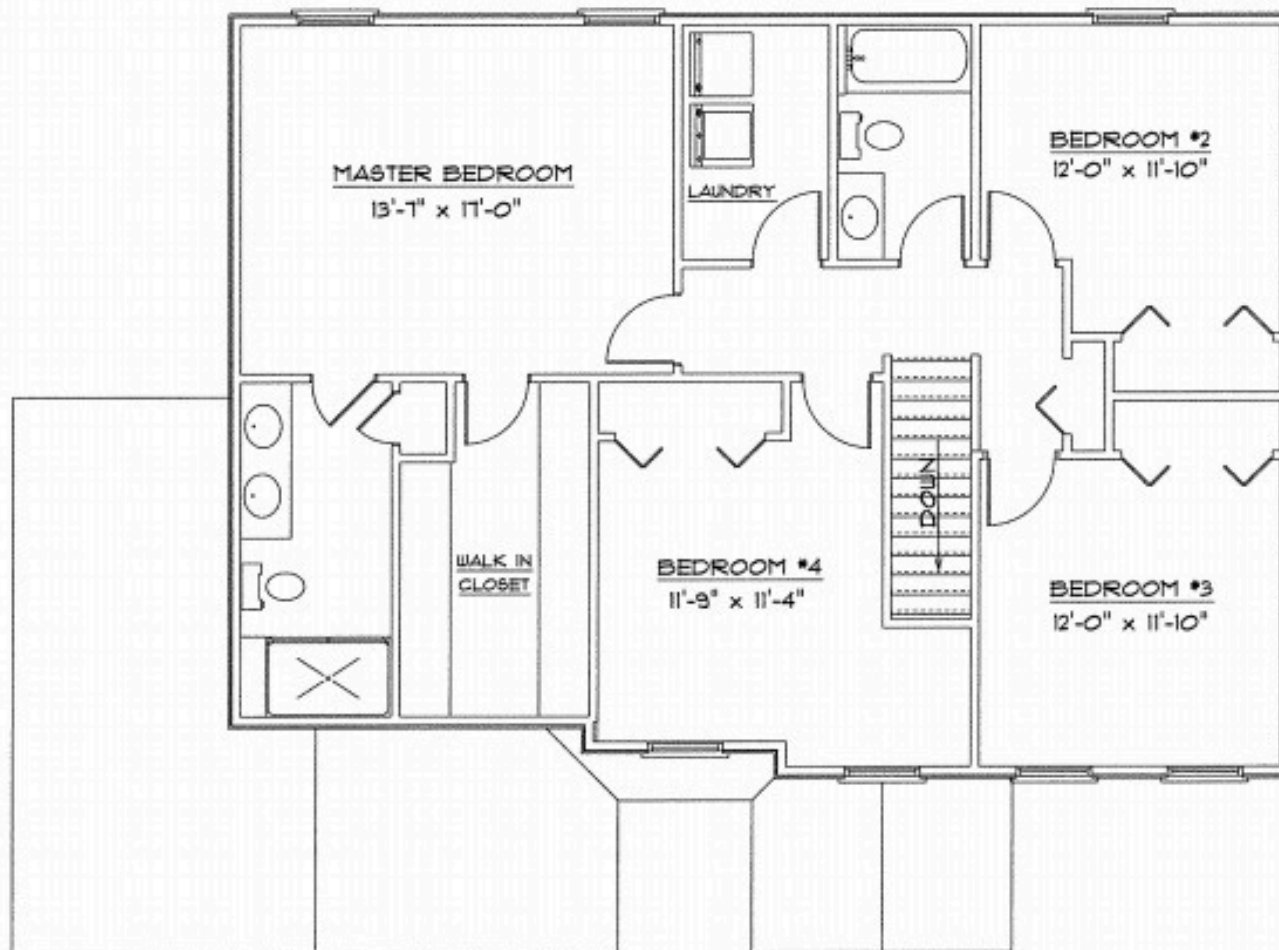 MASTER BEDROOM
13'-7" x 17'-0"
LAUNDRY
BEDROOM #2
12'-0" x 11'-10"
WALK IN
CLOSET
BEDROOM #4
11'-9" x 11'-4"
DOWN
BEDROOM #3
12'-0" x 11'-10"